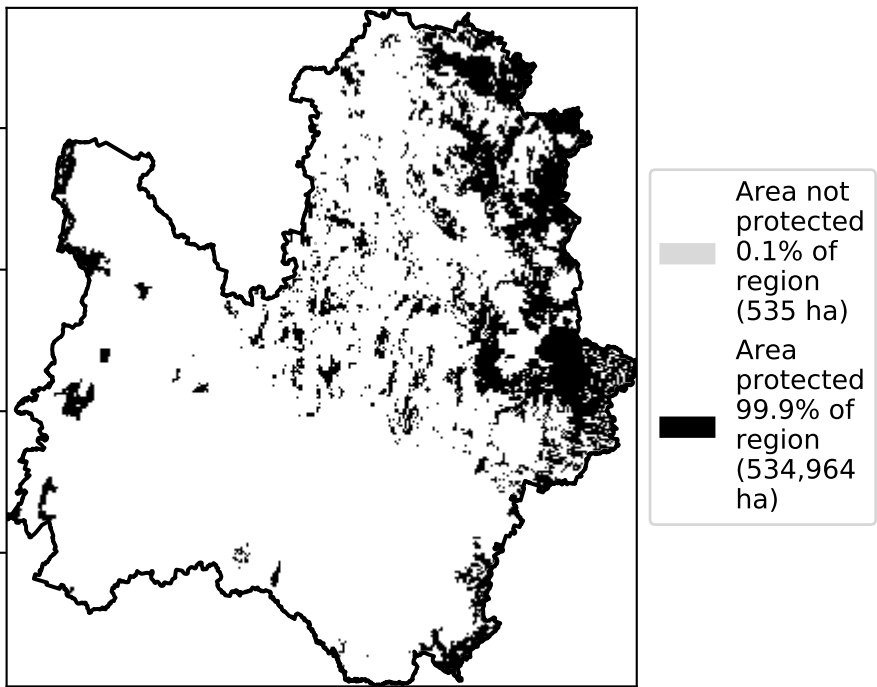 Area not
protected
0.1% of
region
(535 ha)
Area
protected
99.9% of
region
(534,964
ha)